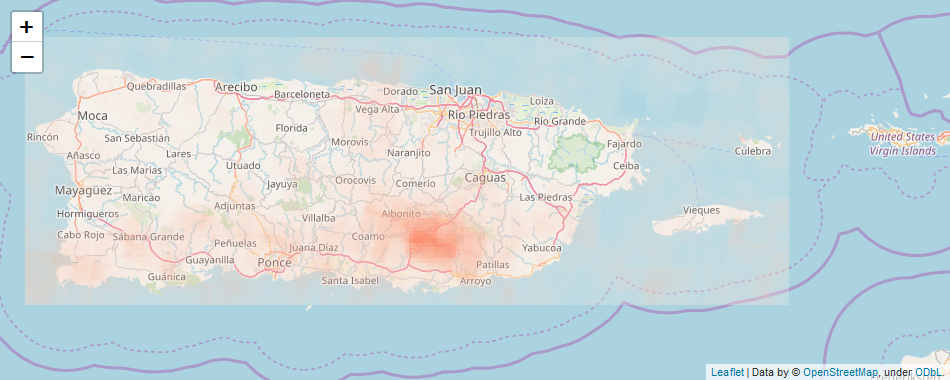 +
−
Quebradillas
Arecibo
Barceloneta
Dorado
San Juan
Loíza
Moca
Vega Alta
Río Piedras
Río Grande
United States
Virgin Islands
Rincón
San Sebastián
Florida
Morovis
Trujillo Alto
Fajardo
Culebra
Añasco
Lares
Utuado
Naranjito
Ceiba
Las Marías
Mayagüez
Maricao
Jayuya
Orocovis
Comerío
Caguas
Las Piedras
Hormigueros
Adjuntas
Villalba
Aibonito
Vieques
Cabo Rojo
Sábana Grande
Peñuelas
Juana Díaz
Coamo
Yabucoa
Guayanilla
Ponce
Patillas
Guánica
Santa Isabel
Arroyo
Leaflet | Data by © OpenStreetMap, under ODbL.